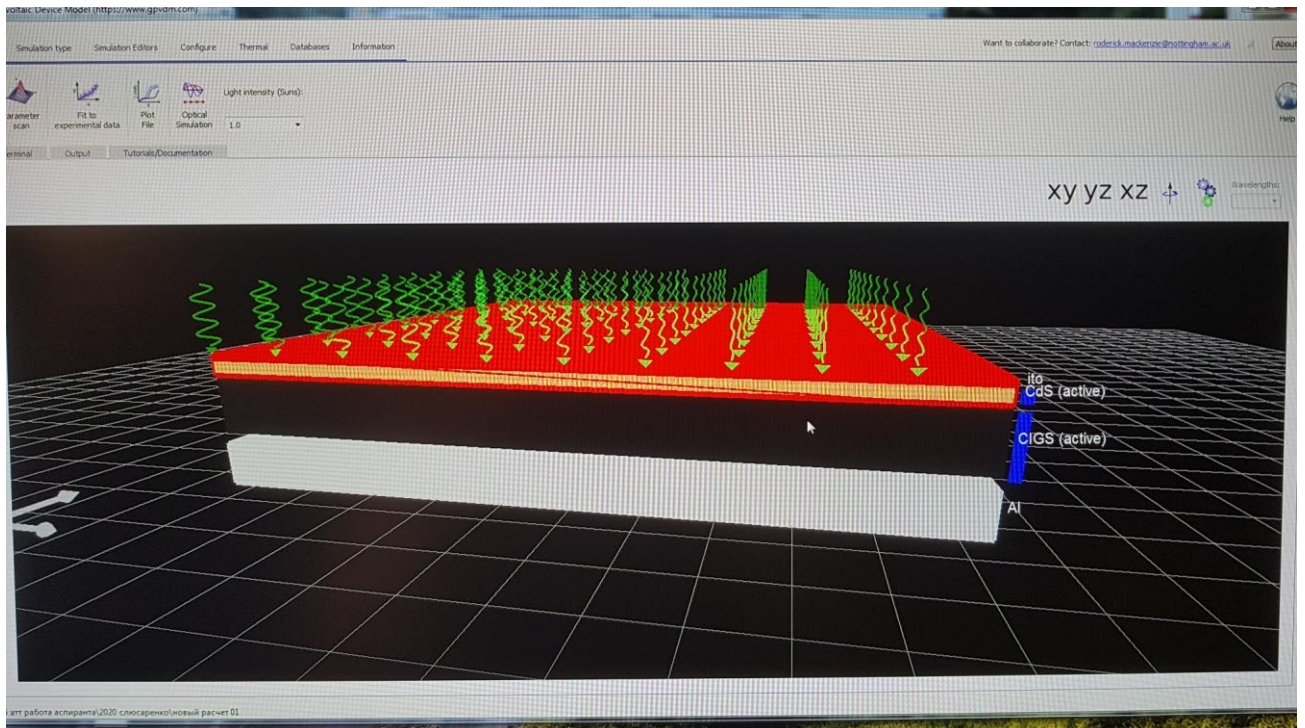 voltaic Device Model (https://www.gpvdm.com)
Simulation type Simulation Editors Configure Thermal Databases Information
Want to collaborate? Contact: roderick.mackenzie@nottingham.ac.uk About
arameter scan
Fit to experimental data
Plot File
Optical Simulation
Light intensity (Suns):
1.0
Help
erminal Output Tutorials/Documentation
xy yz xz
Wavelengths:
ito
CdS (active)
CIGS (active)
Al
атт работа аспиранта\2020 слюсаренко\новый расчет 01